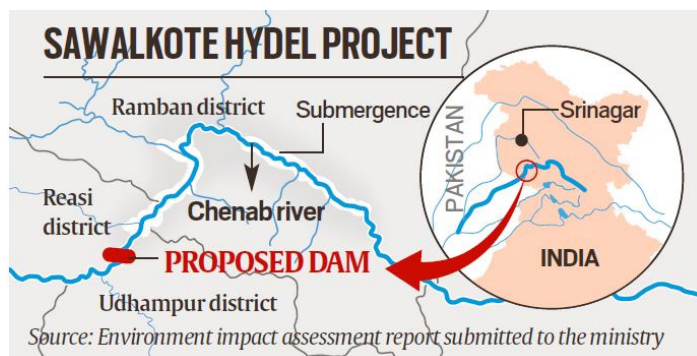 SAWALKOTE HYDEL PROJECT
Ramban district
Submergence
Srinagar
PAKISTAN
Reasi
district
Chenab river
PROPOSED DAM
INDIA
Udhampur district
Source: Environment impact assessment report submitted to the ministry